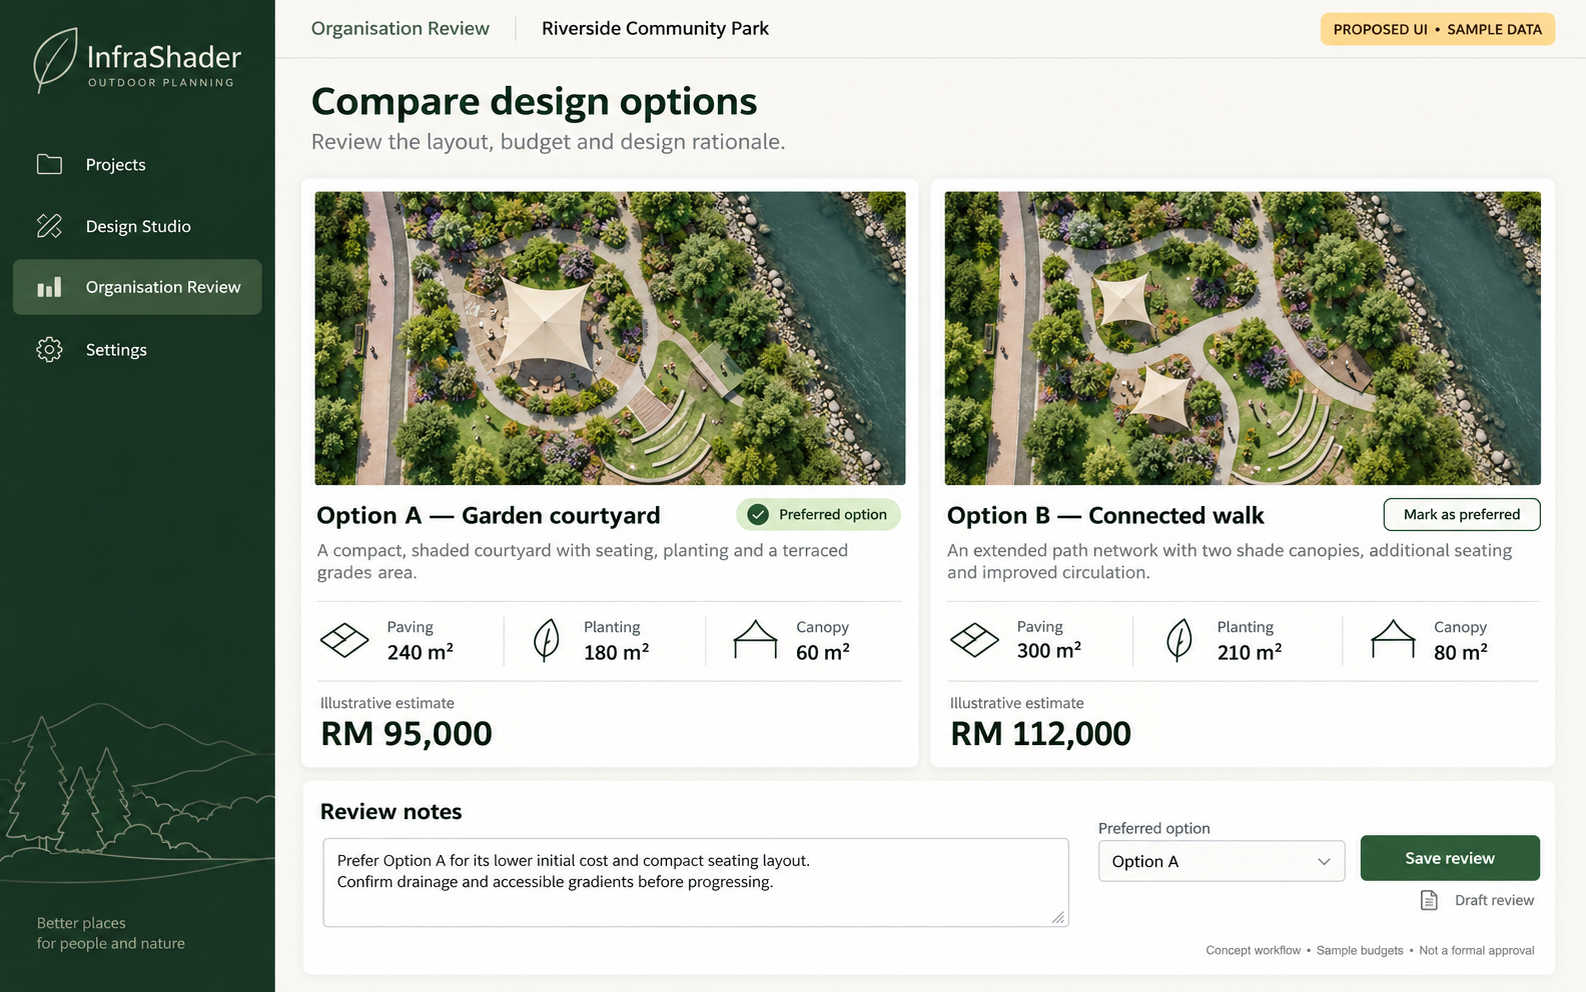 InfraShader
OUTDOOR PLANNING
Projects
Design Studio
Organisation Review
Settings
Better places
for people and nature
Organisation Review
Riverside Community Park
PROPOSED UI • SAMPLE DATA
Compare design options
Review the layout, budget and design rationale.
Option A — Garden courtyard
Preferred option
A compact, shaded courtyard with seating, planting and a terraced
grades area.
Paving
240 m²
Planting
180 m²
Canopy
60 m²
Illustrative estimate
RM 95,000
Option B — Connected walk
Mark as preferred
An extended path network with two shade canopies, additional seating
and improved circulation.
Paving
300 m²
Planting
210 m²
Canopy
80 m²
Illustrative estimate
RM 112,000
Review notes
Prefer Option A for its lower initial cost and compact seating layout.
Confirm drainage and accessible gradients before progressing.
Preferred option
Option A
Save review
Draft review
Concept workflow • Sample budgets • Not a formal approval